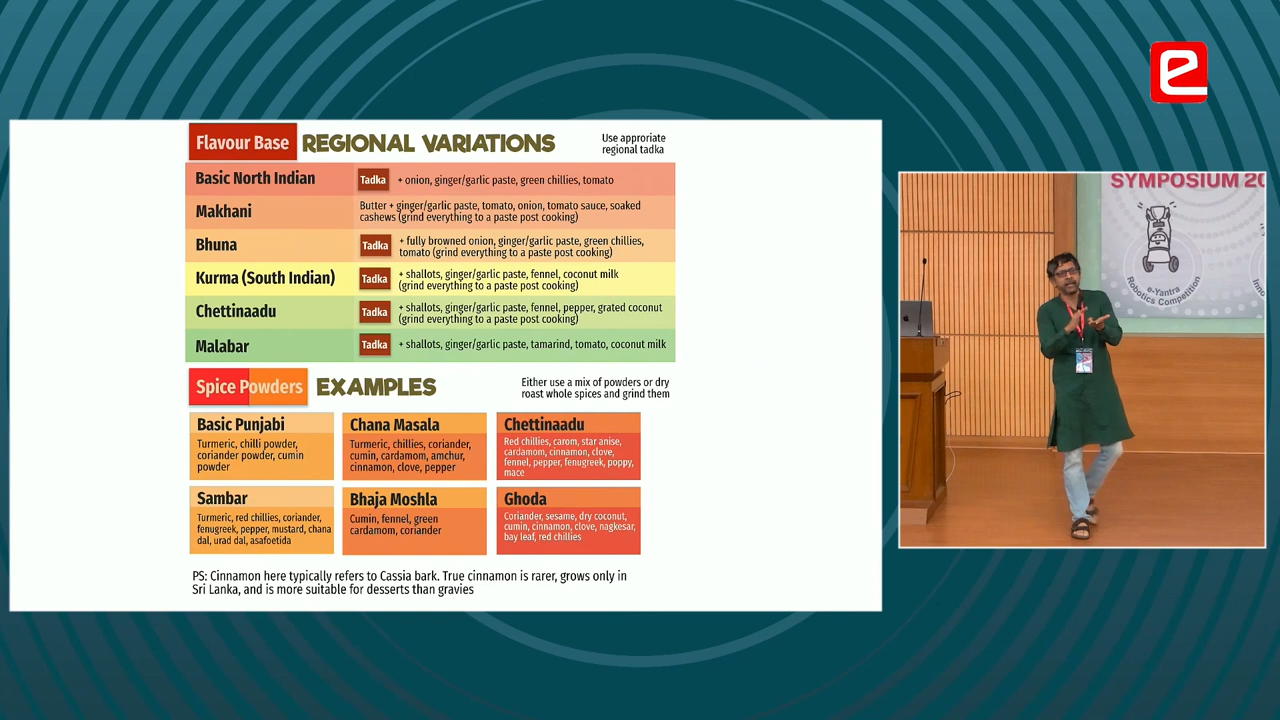 Flavour Base REGIONAL VARIATIONS
Use approriate
regional tadka
Basic North Indian
Tadka
+ onion, ginger/garlic paste, green chillies, tomato
Makhani
Butter + ginger/garlic paste, tomato, onion, tomato sauce, soaked
cashews (grind everything to a paste post cooking)
Bhuna
Tadka
+ fully browned onion, ginger/garlic paste, green chillies,
tomato (grind everything to a paste post cooking)
Kurma (South Indian)
Tadka
+ shallots, ginger/garlic paste, fennel, coconut milk
(grind everything to a paste post cooking)
Chettinaadu
Tadka
+ shallots, ginger/garlic paste, fennel, pepper, grated coconut
(grind everything to a paste post cooking)
Malabar
Tadka
+ shallots, ginger/garlic paste, tamarind, tomato, coconut milk
Spice Powders EXAMPLES
Either use a mix of powders or dry
roast whole spices and grind them
Basic Punjabi
Turmeric, chilli powder,
coriander powder, cumin
powder
Chana Masala
Turmeric, chillies, coriander,
cumin, cardamom, amchur,
cinnamon, clove, pepper
Chettinaadu
Red chillies, carom, star anise,
cardamom, cinnamon, clove,
fennel, pepper, fenugreek, poppy,
mace
Sambar
Turmeric, red chillies, coriander,
fenugreek, pepper, mustard, chana
dal, urad dal, asafoetida
Bhaja Moshla
Cumin, fennel, green
cardamom, coriander
Ghoda
Coriander, sesame, dry coconut,
cumin, cinnamon, clove, nagkesar,
bay leaf, red chillies
PS: Cinnamon here typically refers to Cassia bark. True cinnamon is rarer, grows only in
Sri Lanka, and is more suitable for desserts than gravies
e
SYMPOSIUM 20
e-Yantra
Robotics Competition